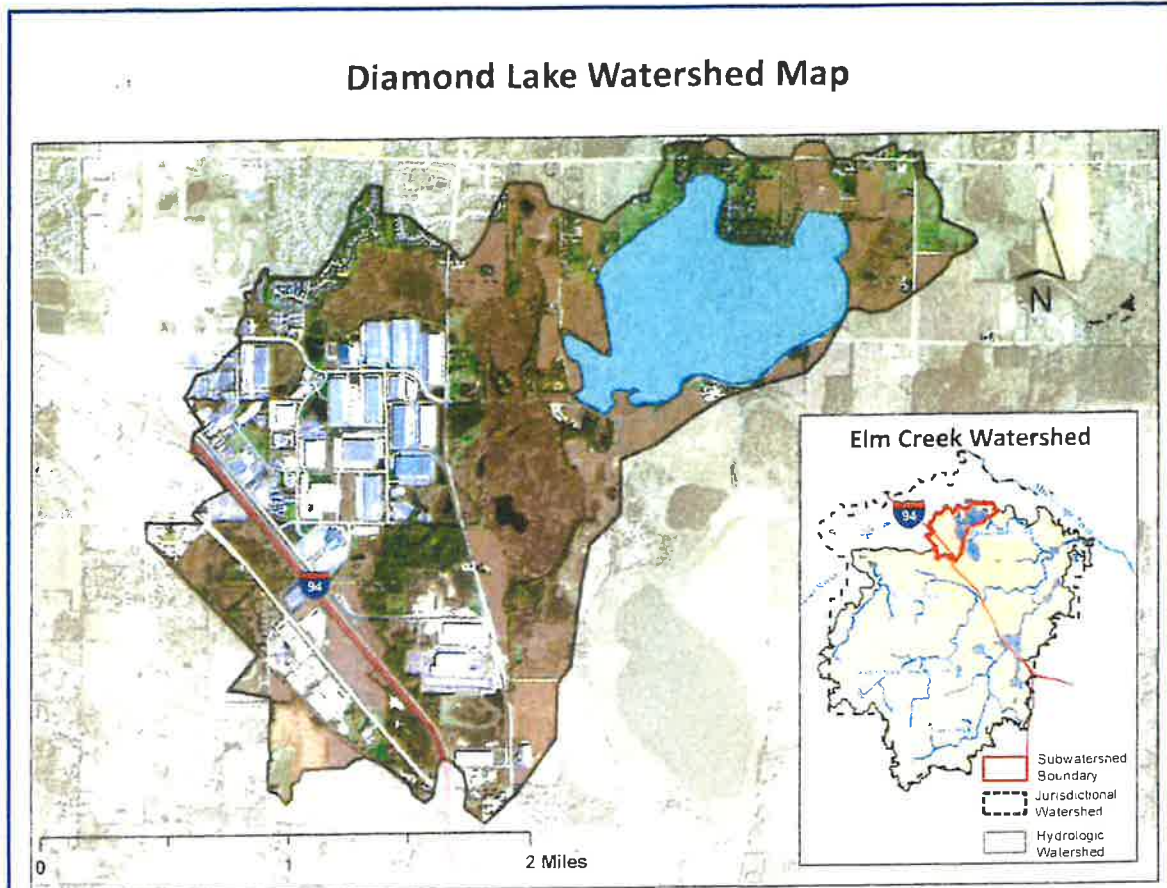 Diamond Lake Watershed Map
N
94
0
1
2 Miles
Elm Creek Watershed
94
Subwatershed
Boundary
Jurisdictional
Watershed
Hydrologic
Watershed